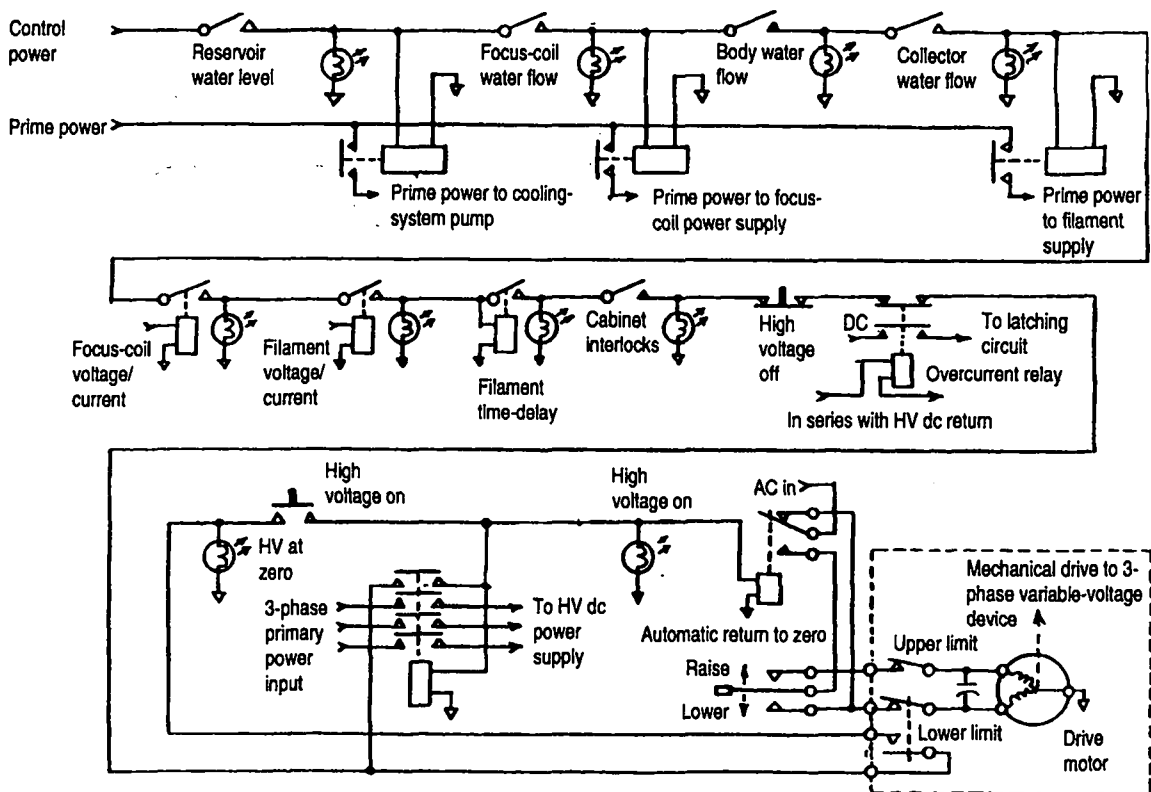 Control
power
Reservoir
water level
Focus-coil
water flow
Body water
flow
Collector
water flow
Prime power
Prime power to cooling-
system pump
Prime power to focus-
coil power supply
Prime power
to filament
supply
Focus-coil
voltage/
current
Filament
voltage/
current
Filament
time-delay
Cabinet
interlocks
High
voltage
off
DC
To latching
circuit
Overcurrent relay
In series with HV dc return
High
voltage on
HV at
zero
3-phase
primary
power
input
To HV dc
power
supply
High
voltage on
AC in
Automatic return to zero
Raise
Lower
Mechanical drive to 3-
phase variable-voltage
device
Upper limit
Lower limit
Drive
motor